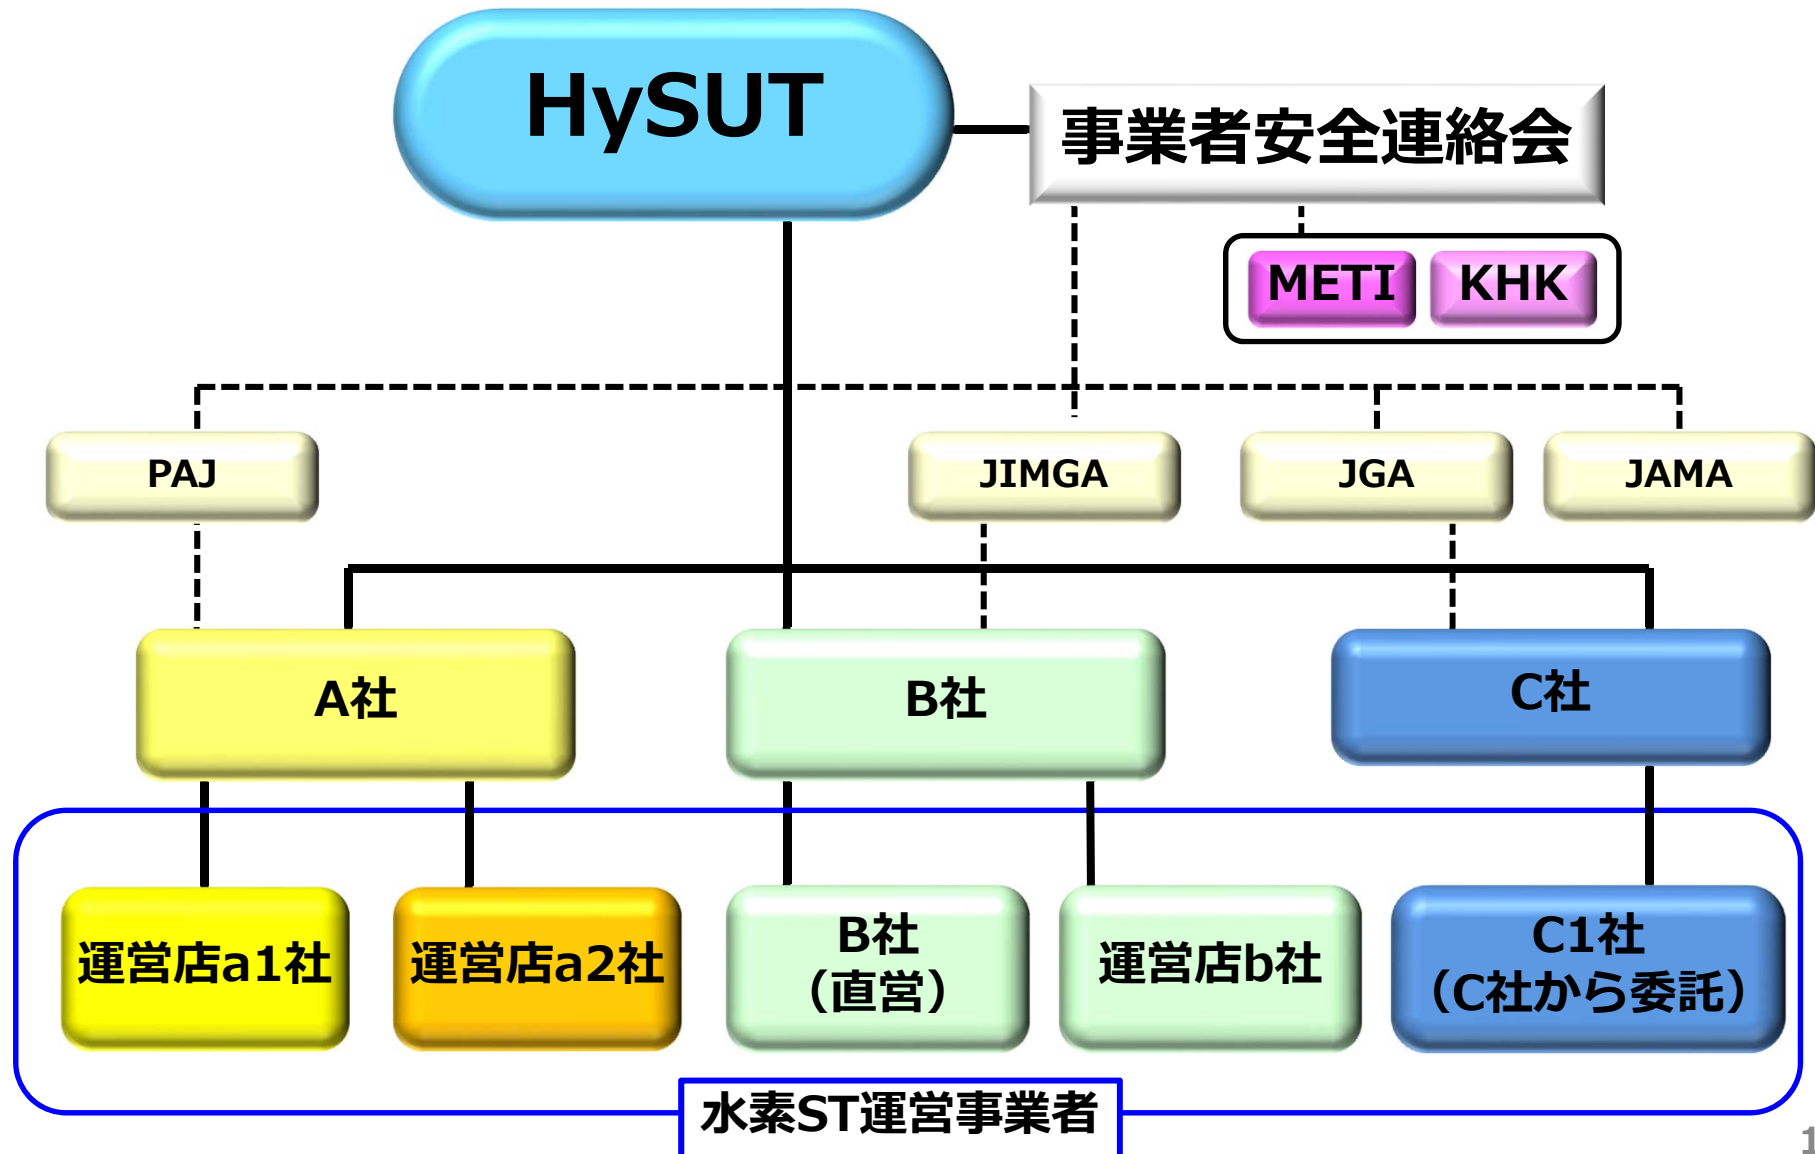 HySUT
事業者安全連絡会
METI
KHK
PAJ
JIMGA
JGA
JAMA
A社
B社
C社
運営店a1社
運営店a2社
B社
（直営）
運営店b社
C1社
（C社から委託）
水素ST運営事業者
1